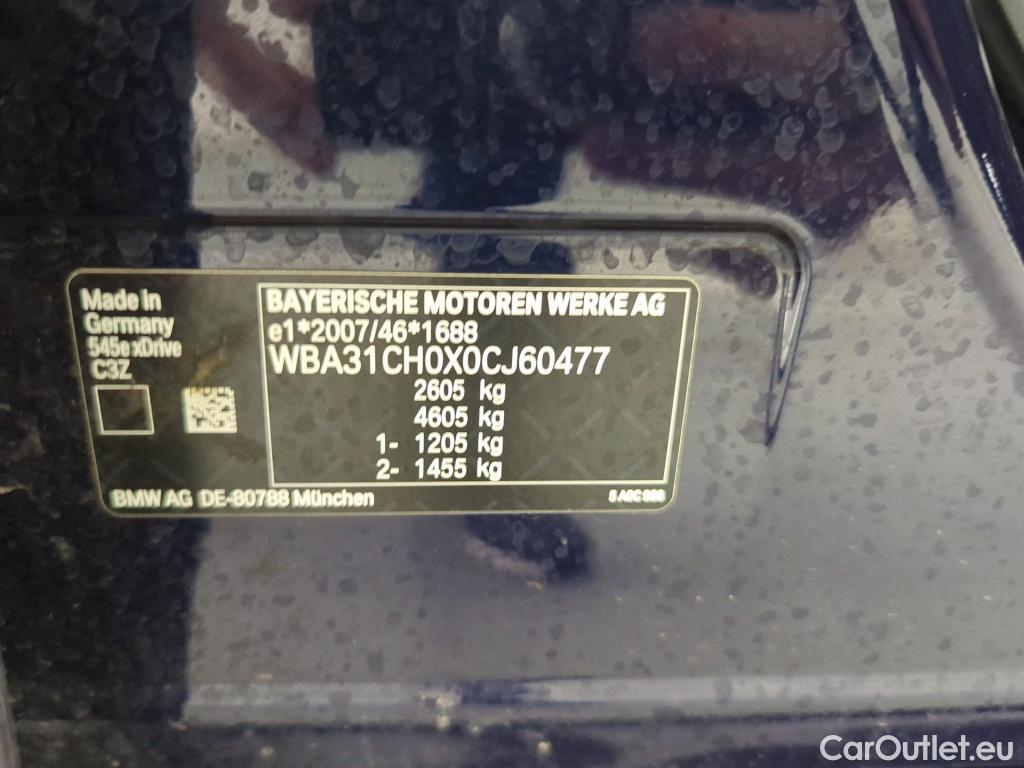 Made in
Germany
545e xDrive
C3Z
BAYERISCHE MOTOREN WERKE AG
e1*2007/46*1688
WBA31CH0X0CJ60477
2605 kg
4605 kg
1- 1205 kg
2- 1455 kg
BMW AG DE-80788 München
CarOutlet.eu